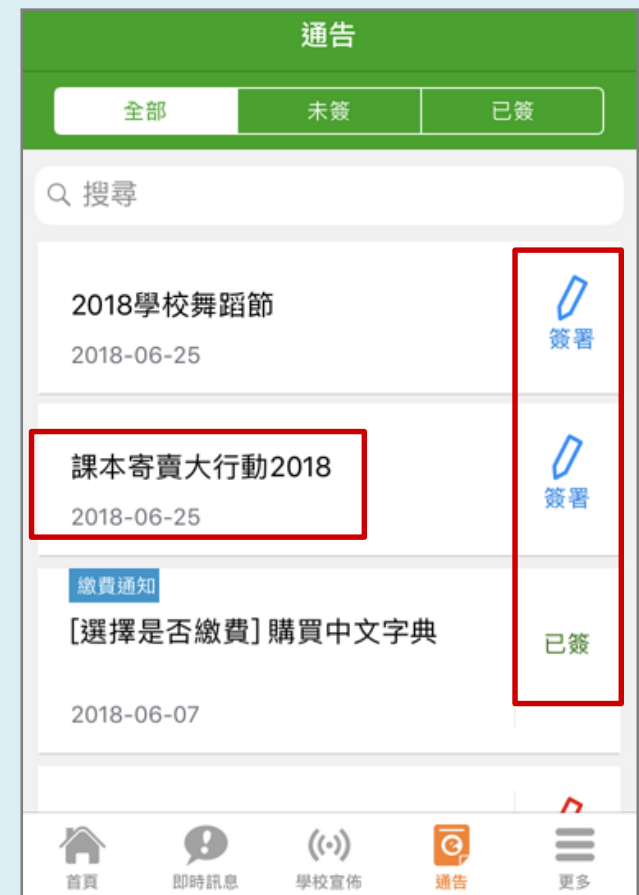 通告
全部
未簽
已簽
搜尋
2018學校舞蹈節
2018-06-25
簽署
課本寄賣大行動2018
2018-06-25
簽署
繳費通知
[選擇是否繳費] 購買中文字典
2018-06-07
已簽
首頁
即時訊息
學校宣佈
通告
更多